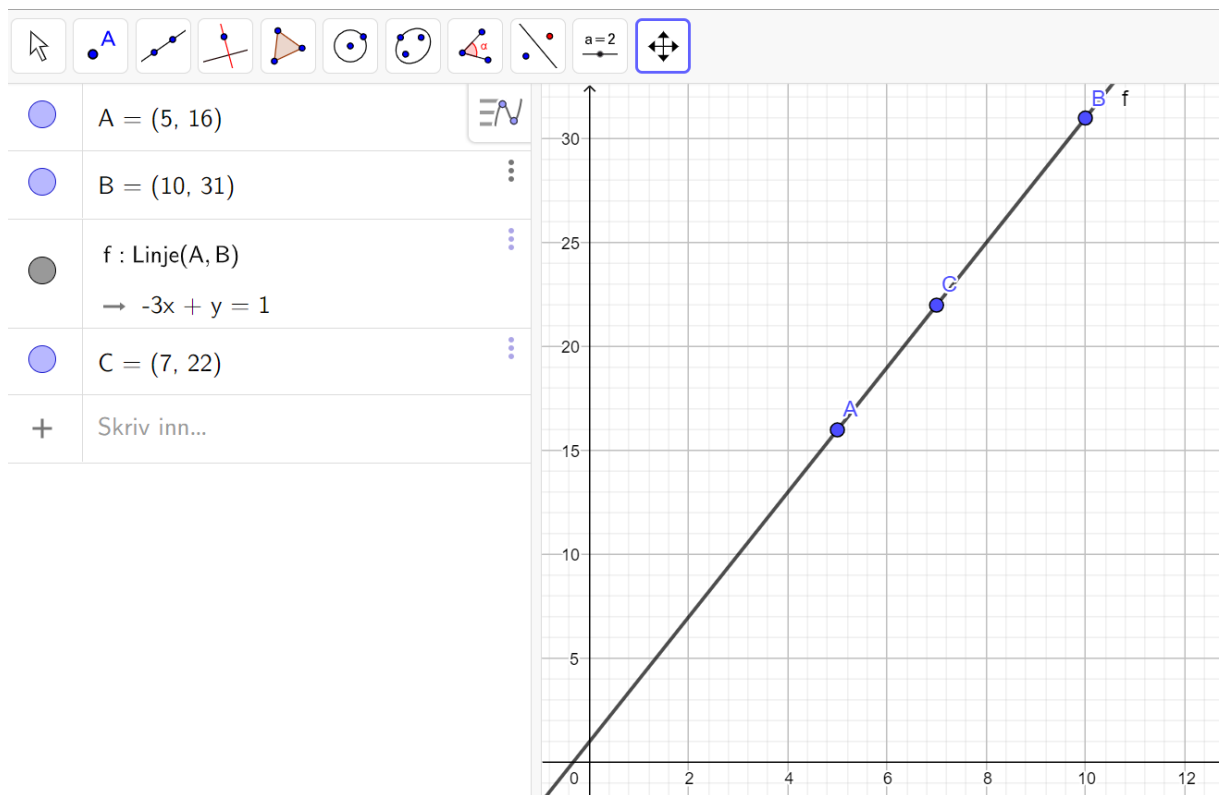 A
α
a = 2
A = (5, 16)
B = (10, 31)
f : Linje(A, B)
→ -3x + y = 1
C = (7, 22)
+ Skriv inn...
B f
30
25
C
20
A
15
10
5
0 2 4 6 8 10 12